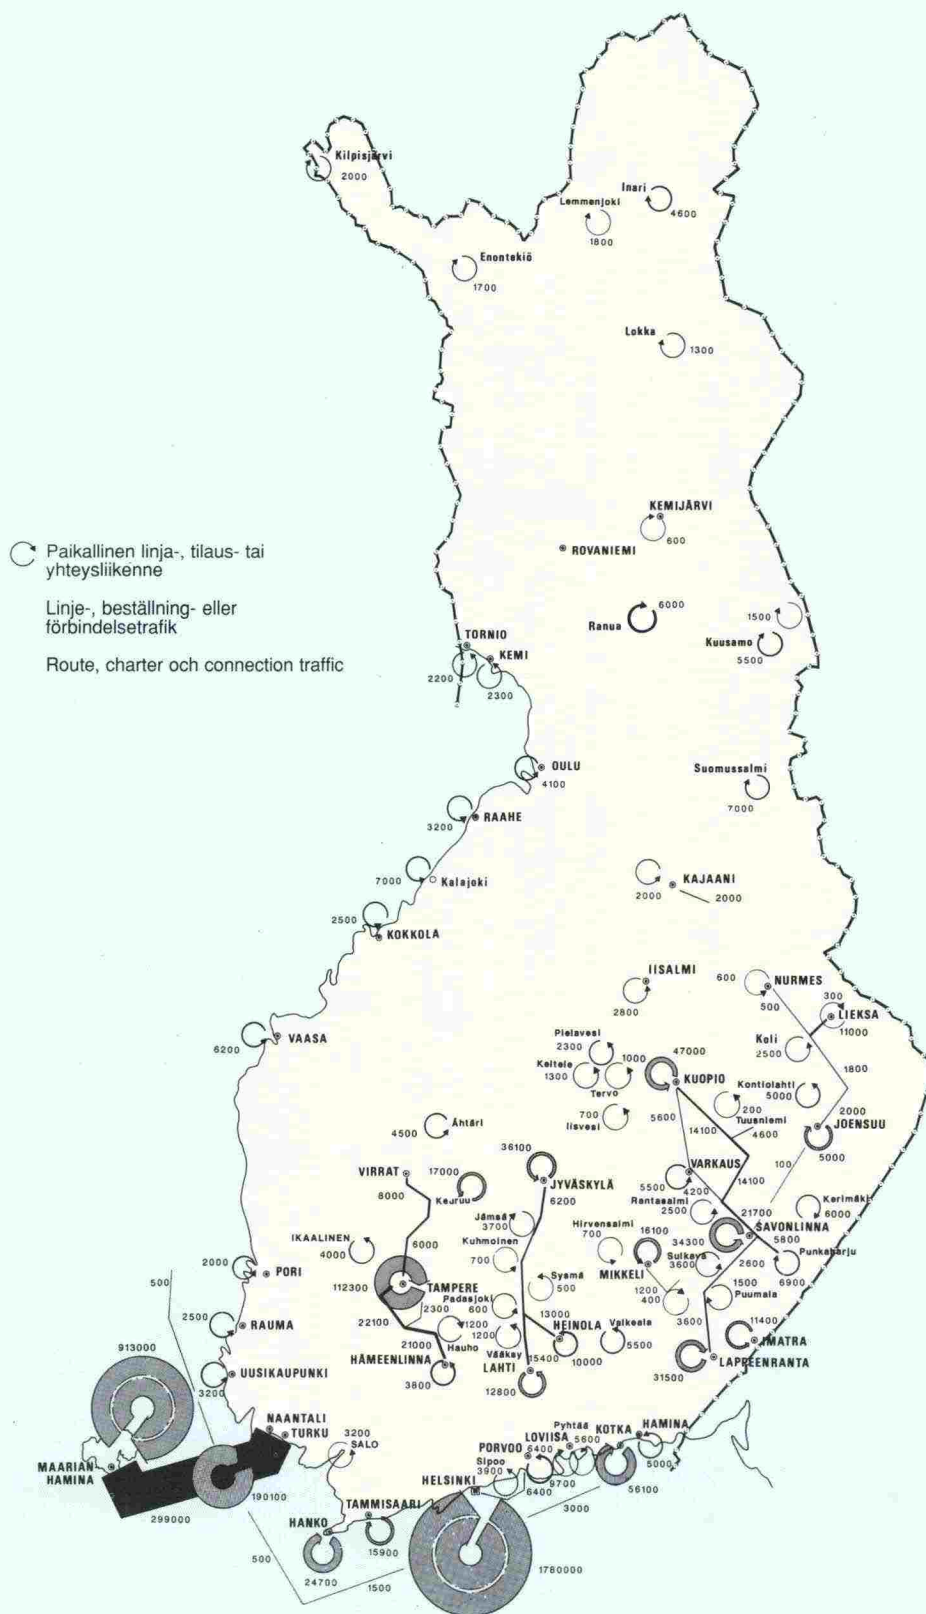 Kilpisjärvi
2000
Inari
4600
Lemmenjoki
1800
Enontekiö
1700
Lokka
1300
KEMIJÄRVI
600
ROVANIEMI
Paikallinen linja-, tilaus- tai
yhteysliikenne
Linje-, beställning- eller
förbindelsetrafik
Route, charter och connection traffic
6000
Ranua
1500
Kuusamo
5500
TORNIO
KEMI
2200
2300
OULU
4100
Suomussalmi
7000
3200
RAAHE
7000
Kalajoki
KAJAANI
2000
2000
2500
KOKKOLA
IISALMI
2800
600
NURMES
500
300
LIEKSA
11000
Koli
2500
1800
6200
VAASA
Pielavesi
2300
Keitele
1300
1000
Tervo
47000
KUOPIO
Kontiolahti
5000
700
Iisvesi
5600
14100
200
Tuusniemi
4600
2000
JOENSUU
5000
100
Ähtäri
4500
VIRRAT
8000
17000
Keuruu
36100
JYVÄSKYLÄ
6200
VARKAUS
5500
4200
14100
Rantasalmi
2500
21700
Kerimäki
6000
Jämsä
3700
Hirvensalmi
700
16100
34300
SAVONLINNA
5800
IKAALINEN
4000
6000
Kuhmoinen
700
MIKKELI
Sulkava
3600
2600
Punkaharju
6900
2000
PORI
500
112300
TAMPERE
2300
Padasjoki
600
Sysmä
500
1200
400
1500
Puumala
3600
2500
RAUMA
22100
1200
Hauho
1200
Vääksy
13000
HEINOLA
10000
Valkeala
5500
11400
IMATRA
913000
21000
HÄMEENLINNA
3800
LAHTI
15400
12800
31500
LAPPEENRANTA
3200
UUSIKAUPUNKI
NAANTALI
TURKU
3200
SALO
MAARIAN
HAMINA
190100
299000
PORVOO
Sipoo
3900
6400
6400
LOVIISA
9700
Pyhtää
5600
KOTKA
HAMINA
5000
56100
3000
HELSINKI
TAMMISAARI
15900
HANKO
24700
500
1500
1760000